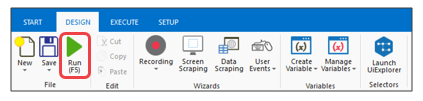 START DESIGN EXECUTE SETUP
New Save Run (F5)
Cut
Copy
Paste
Recording Screen Scraping Data Scraping User Events
Create Variable Manage Variables
Launch UiExplorer
File Edit Wizards Variables Selectors